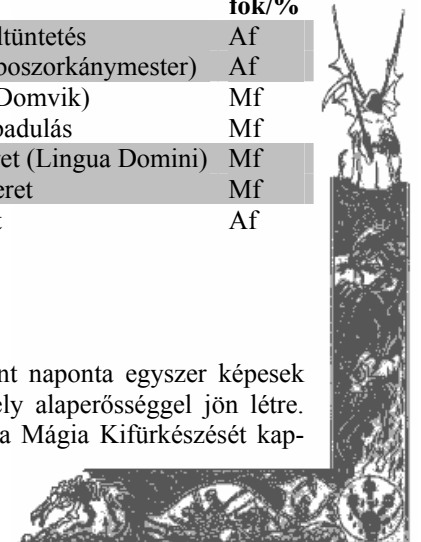 fok/%
ltüntetés Af
boszorkánymester) Af
Domvik) Mf
badulás Mf
et (Lingua Domini) Mf
eret Mf
t Af
nt naponta egyszer képesek
ely alaperősséggel jön létre.
a Mágia Kifürkészését kap-